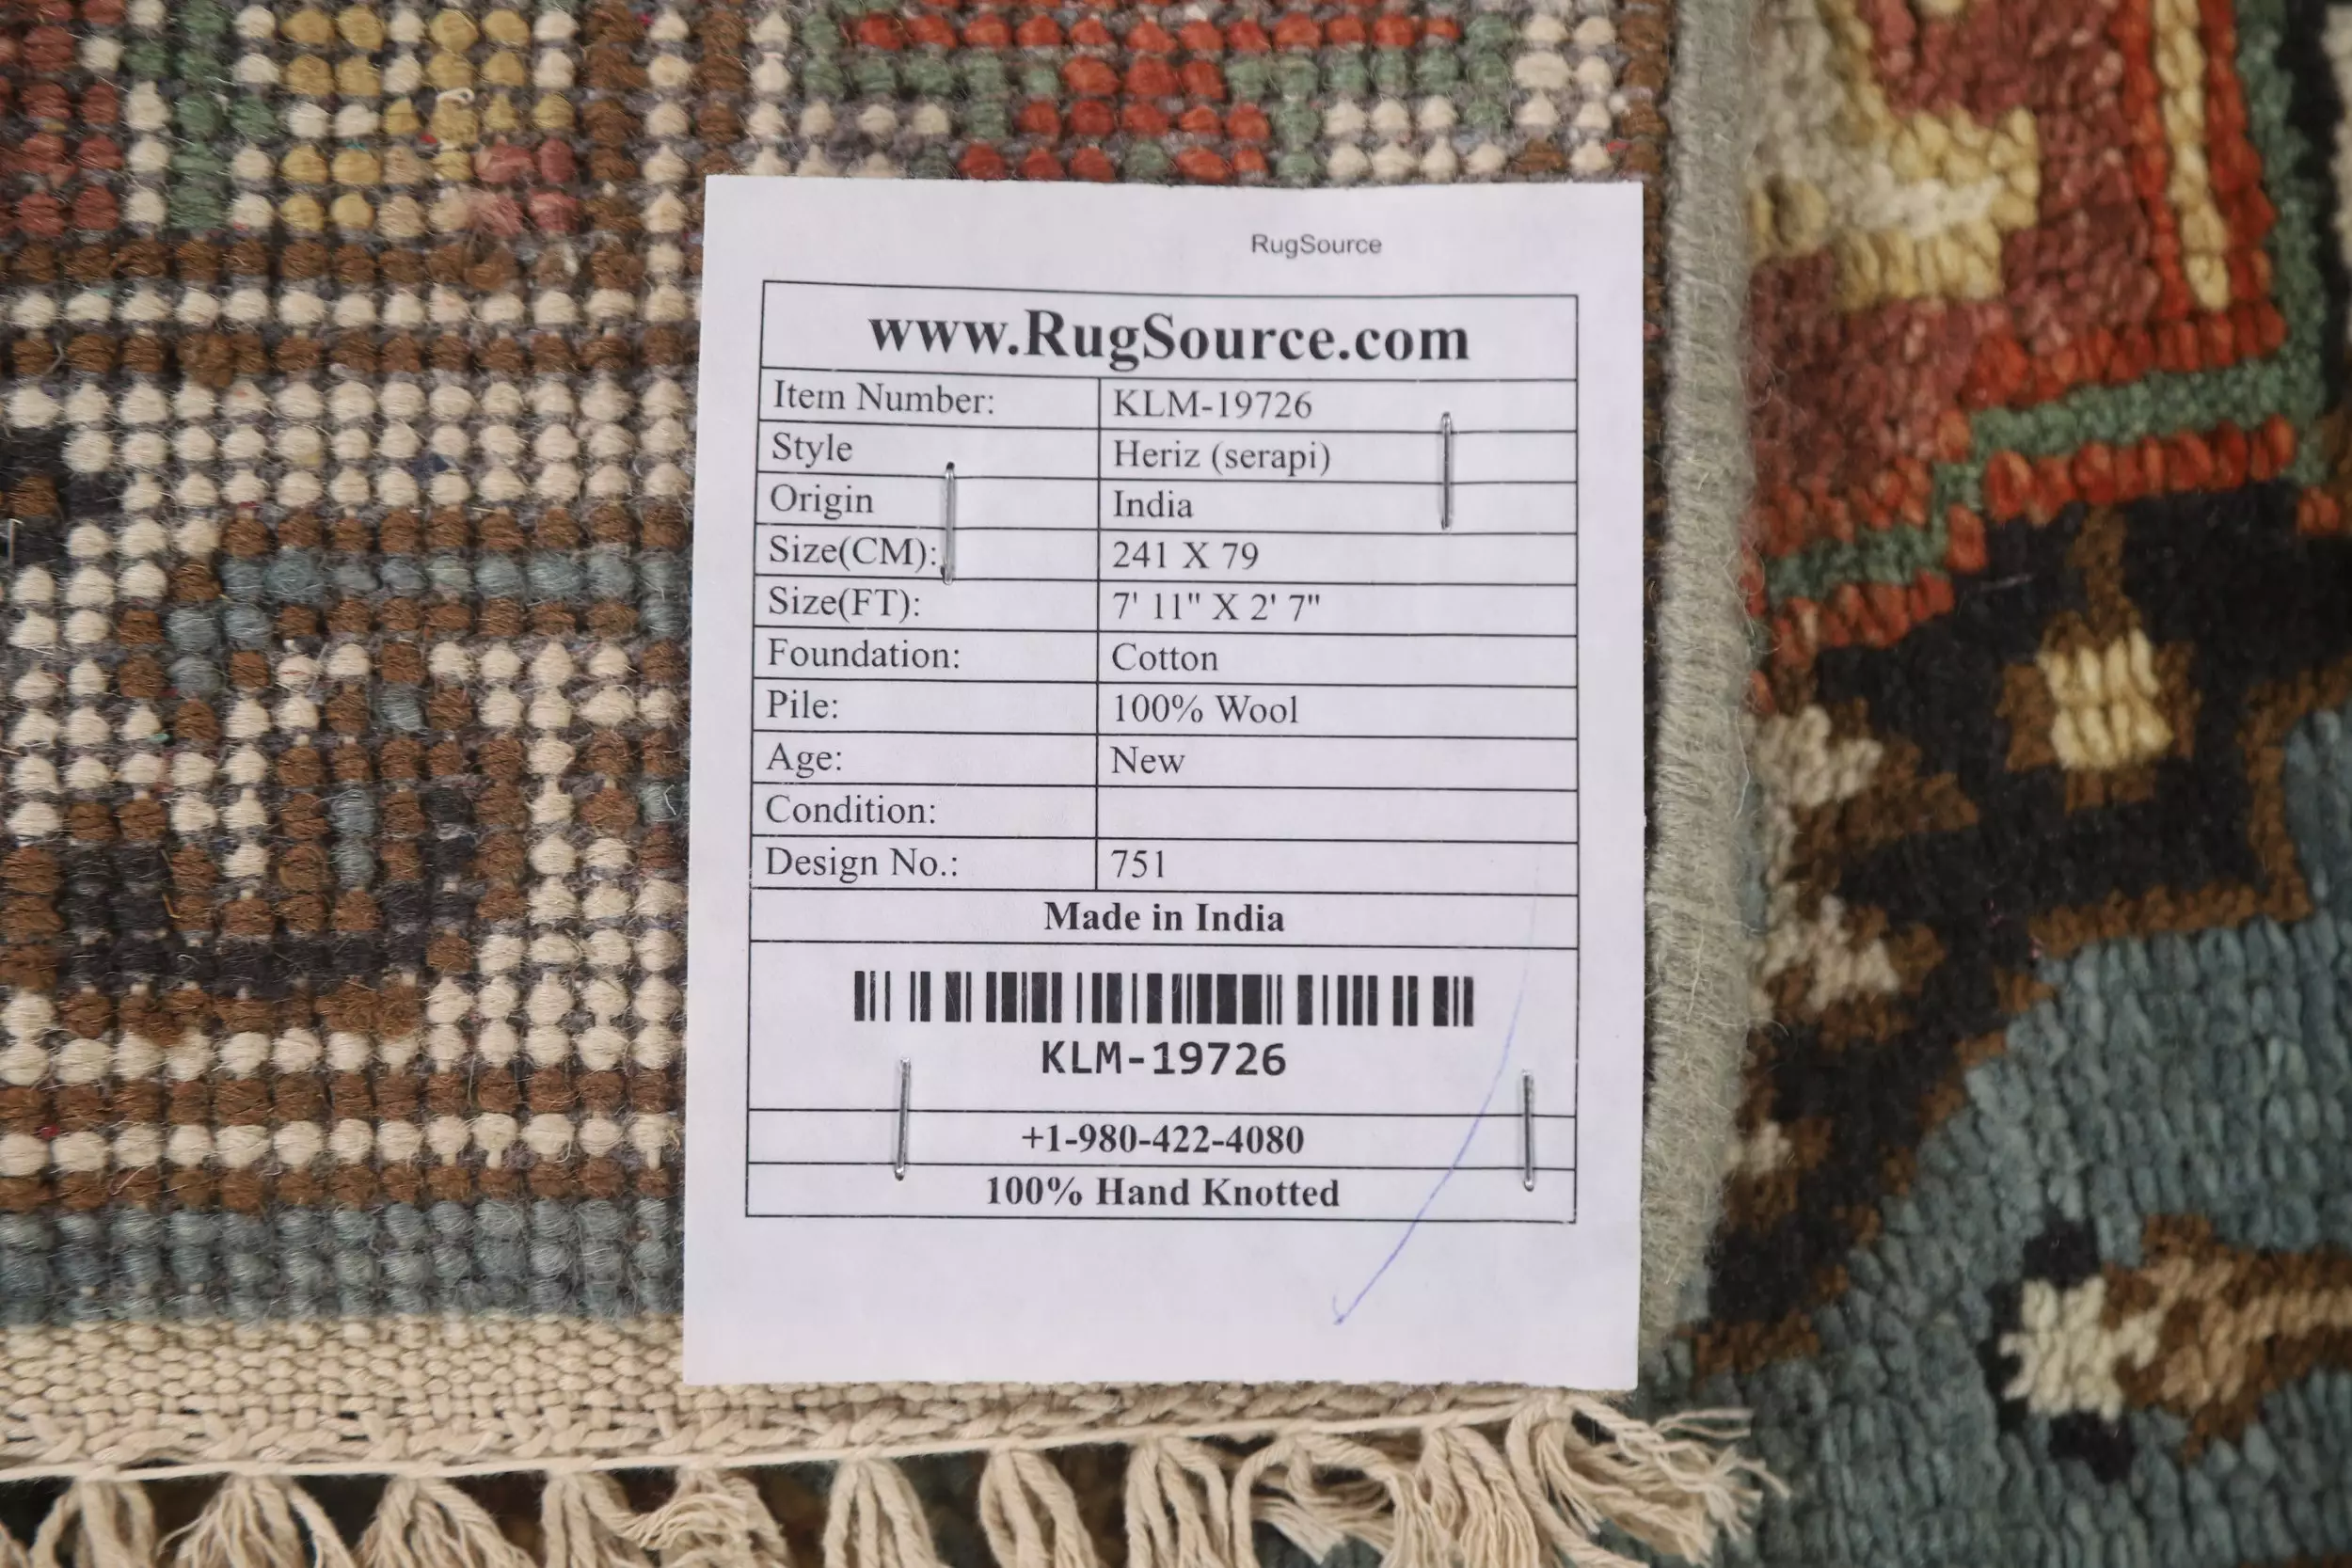 RugSource
www.RugSource.com
Item Number: KLM-19726
Style Heriz (serapi)
Origin India
Size(CM): 241 X 79
Size(FT): 7' 11" X 2' 7"
Foundation: Cotton
Pile: 100% Wool
Age: New
Condition:
Design No.: 751
Made in India
KLM-19726
+1-980-422-4080
100% Hand Knotted